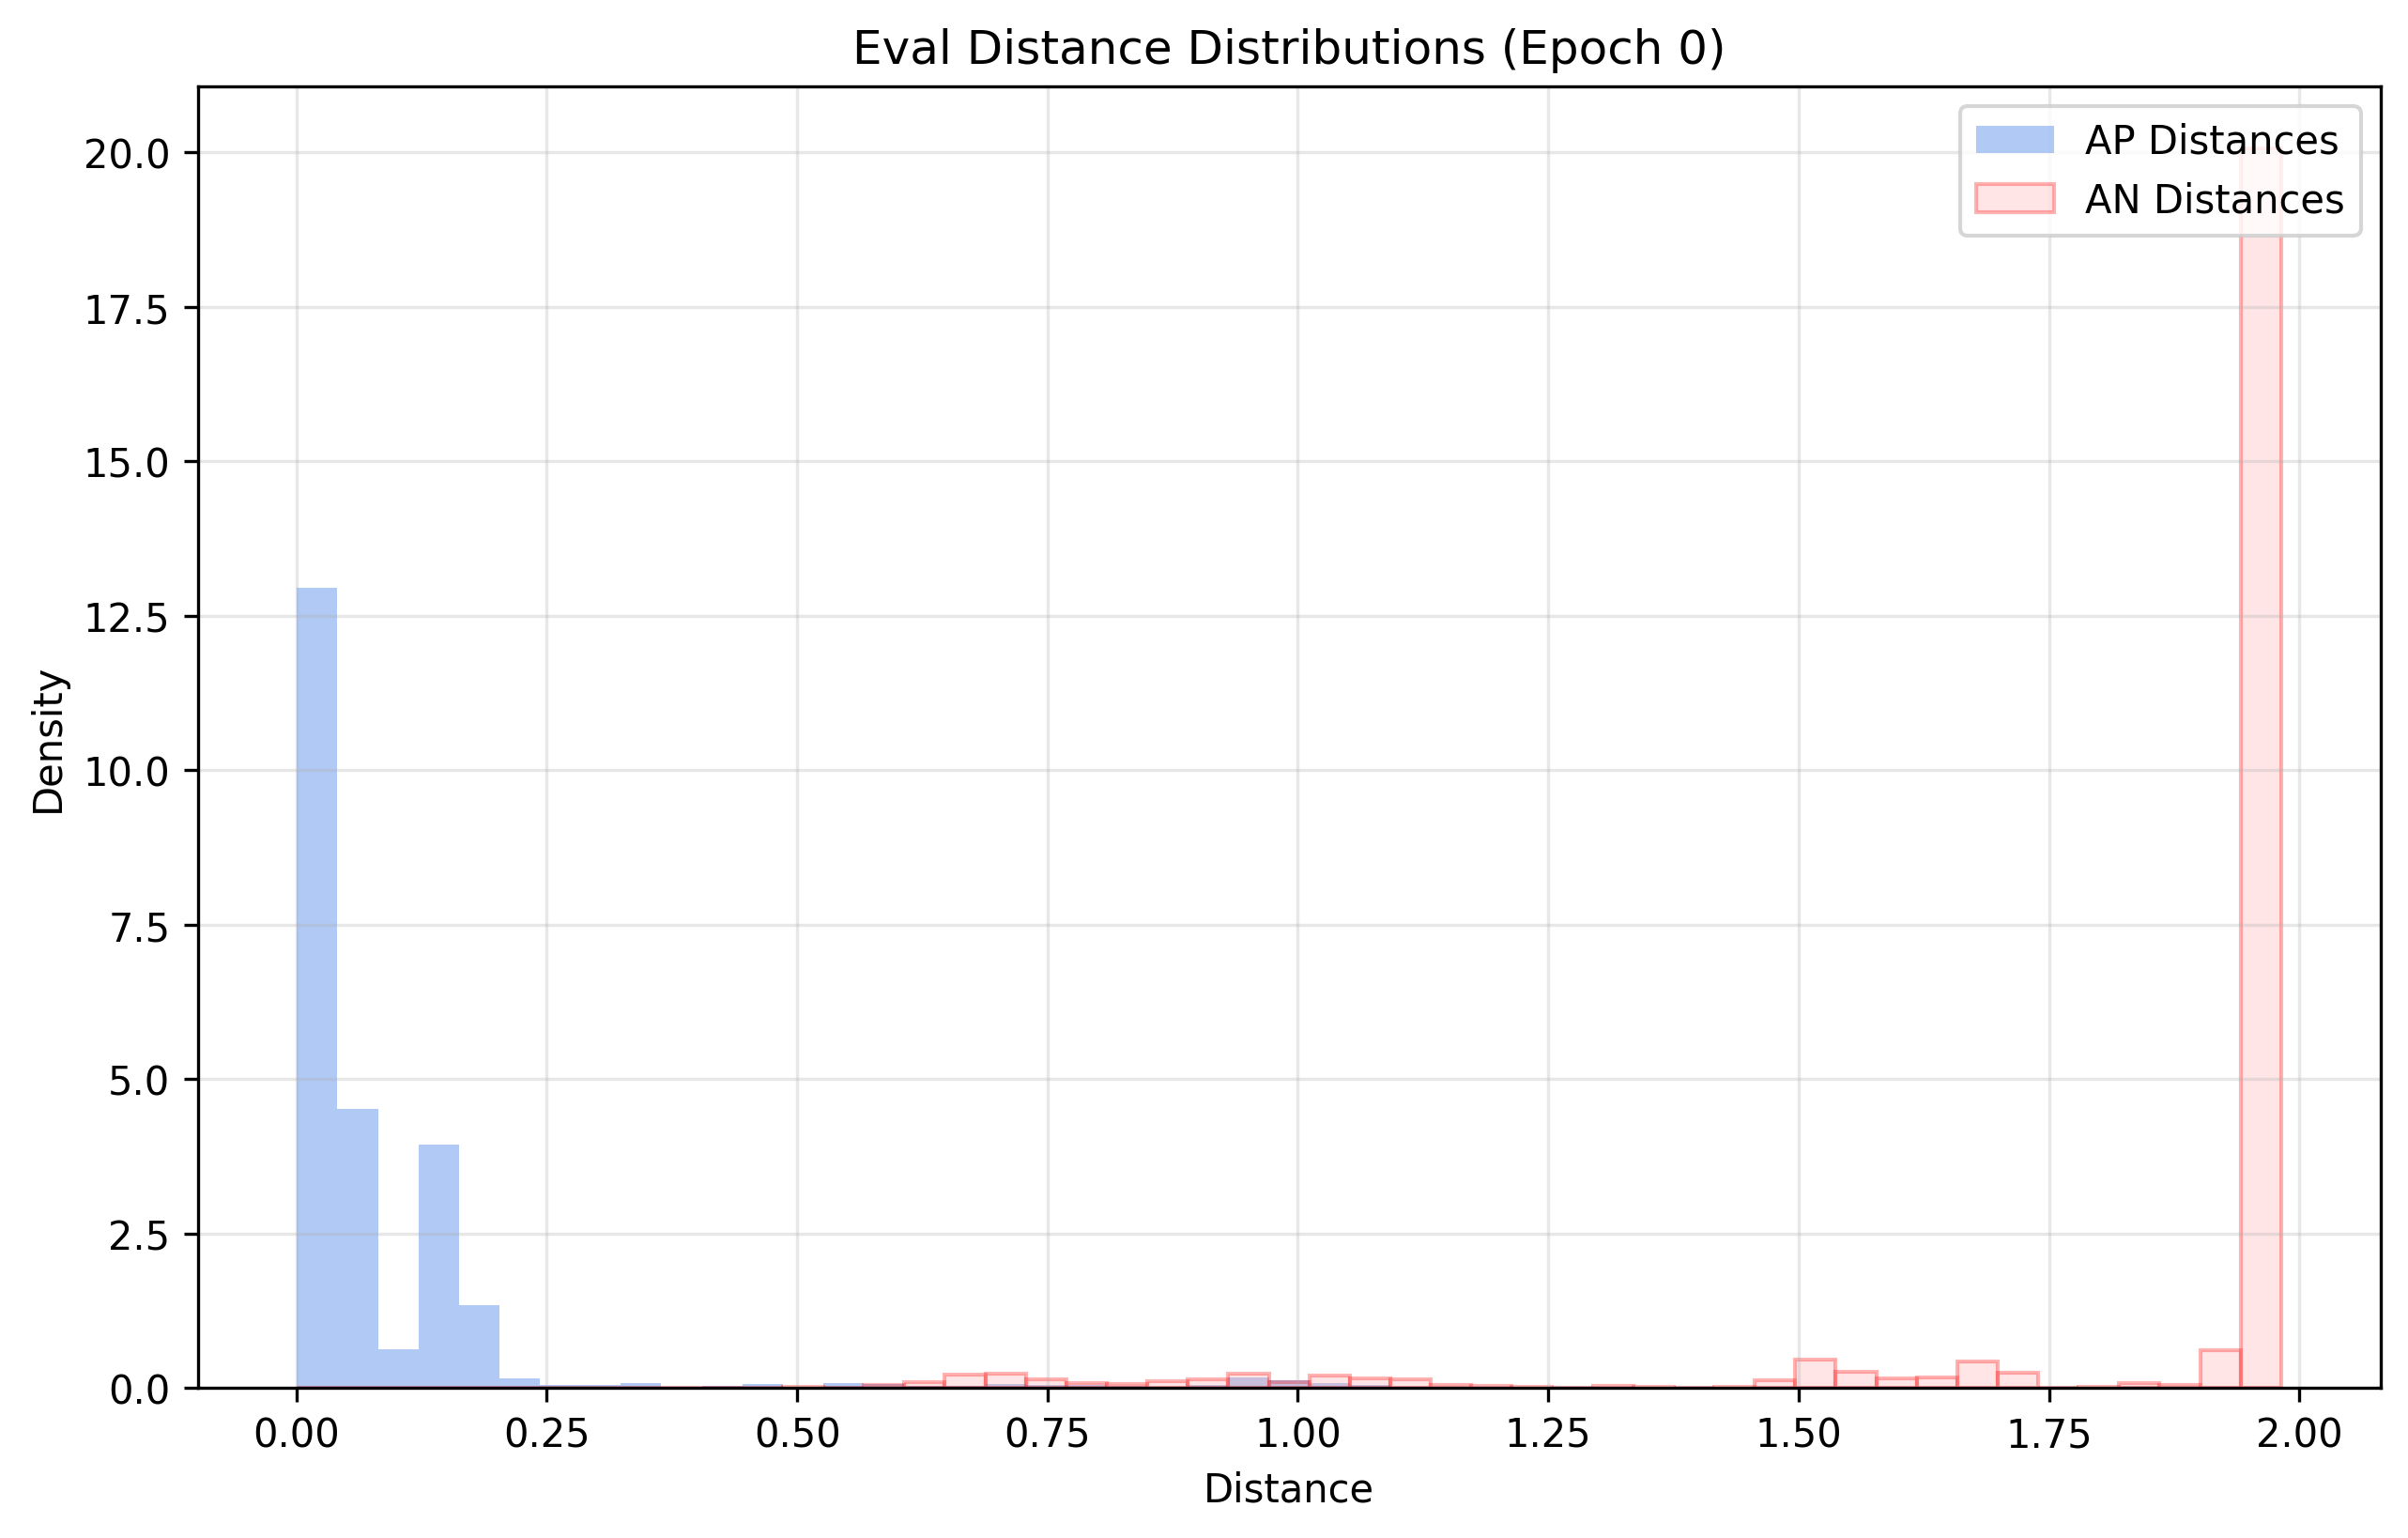 Eval Distance Distributions (Epoch 0)
AP Distances
AN Distances
20.0
17.5
15.0
12.5
10.0
7.5
5.0
2.5
0.0
Density
0.00 0.25 0.50 0.75 1.00 1.25 1.50 1.75 2.00
Distance